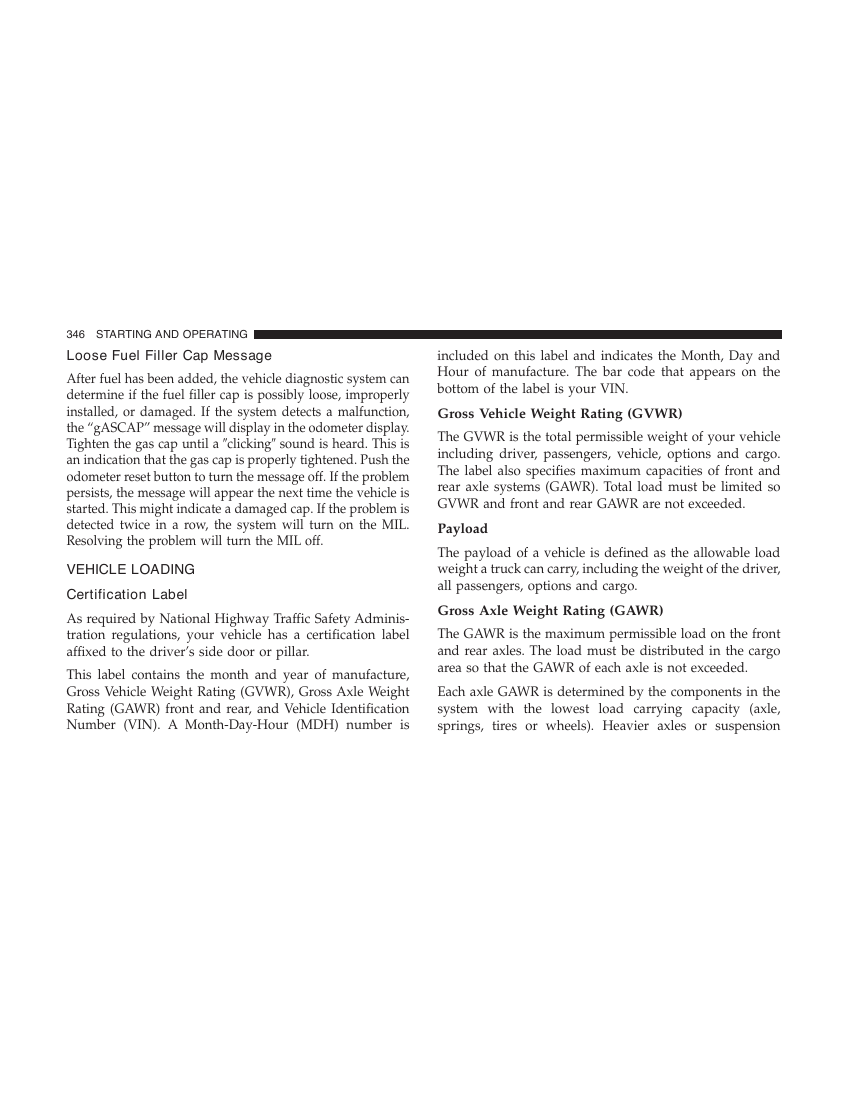 346 STARTING AND OPERATING
Loose Fuel Filler Cap Message
After fuel has been added, the vehicle diagnostic system can
determine if the fuel filler cap is possibly loose, improperly
installed, or damaged. If the system detects a malfunction,
the “gASCAP” message will display in the odometer display.
Tighten the gas cap until a "clicking" sound is heard. This is
an indication that the gas cap is properly tightened. Push the
odometer reset button to turn the message off. If the problem
persists, the message will appear the next time the vehicle is
started. This might indicate a damaged cap. If the problem is
detected twice in a row, the system will turn on the MIL.
Resolving the problem will turn the MIL off.
VEHICLE LOADING
Certification Label
As required by National Highway Traffic Safety Adminis-
tration regulations, your vehicle has a certification label
affixed to the driver’s side door or pillar.
This label contains the month and year of manufacture,
Gross Vehicle Weight Rating (GVWR), Gross Axle Weight
Rating (GAWR) front and rear, and Vehicle Identification
Number (VIN). A Month-Day-Hour (MDH) number is
included on this label and indicates the Month, Day and
Hour of manufacture. The bar code that appears on the
bottom of the label is your VIN.
Gross Vehicle Weight Rating (GVWR)
The GVWR is the total permissible weight of your vehicle
including driver, passengers, vehicle, options and cargo.
The label also specifies maximum capacities of front and
rear axle systems (GAWR). Total load must be limited so
GVWR and front and rear GAWR are not exceeded.
Payload
The payload of a vehicle is defined as the allowable load
weight a truck can carry, including the weight of the driver,
all passengers, options and cargo.
Gross Axle Weight Rating (GAWR)
The GAWR is the maximum permissible load on the front
and rear axles. The load must be distributed in the cargo
area so that the GAWR of each axle is not exceeded.
Each axle GAWR is determined by the components in the
system with the lowest load carrying capacity (axle,
springs, tires or wheels). Heavier axles or suspension